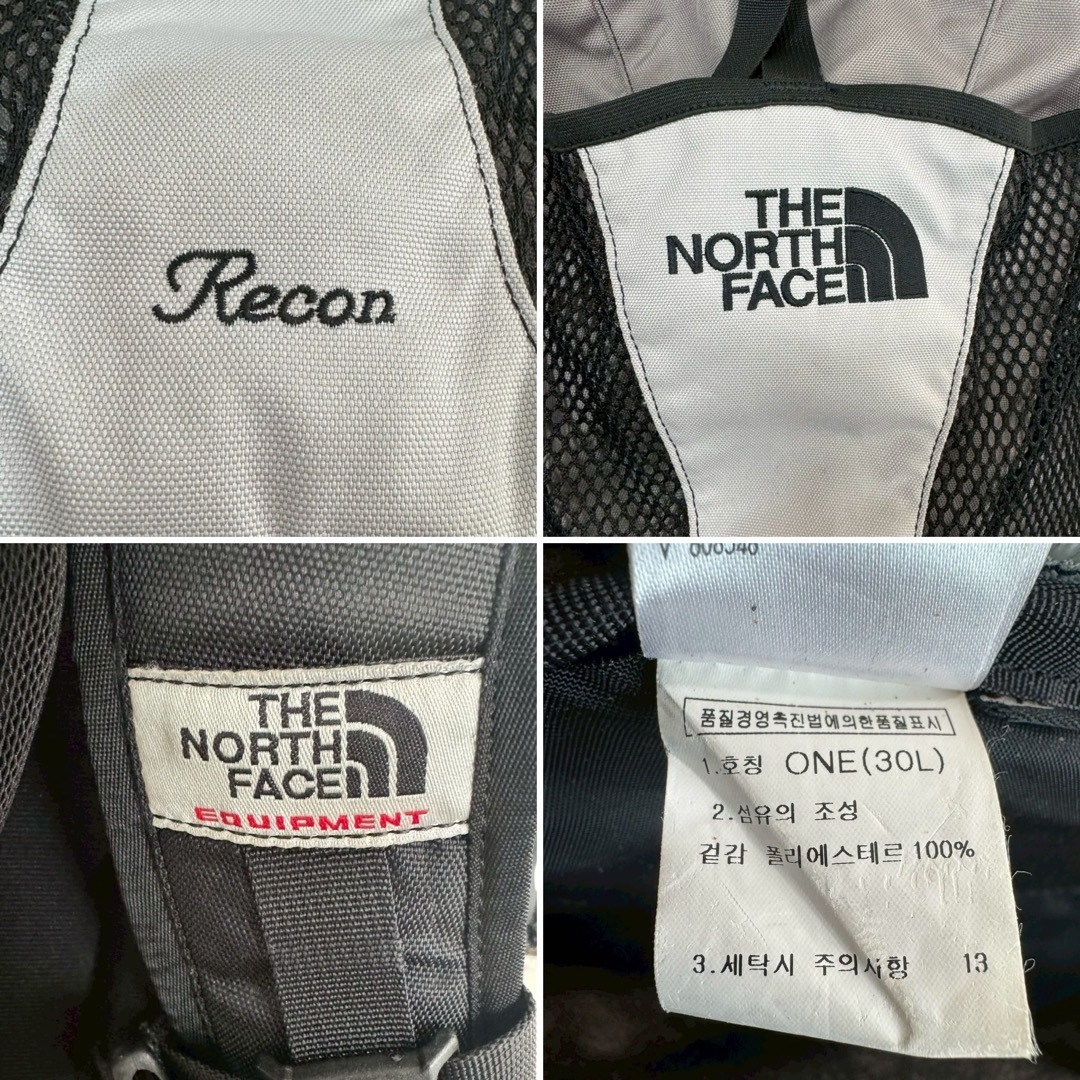 Recon
THE
NORTH
FACE
THE
NORTH
FACE
EQUIPMENT
품질경영촉진법에의한품질표시
1.호칭 ONE(30L)
2.섬유의 조성
겉감 폴리에스테르 100%
3.세탁시 주의사항 13